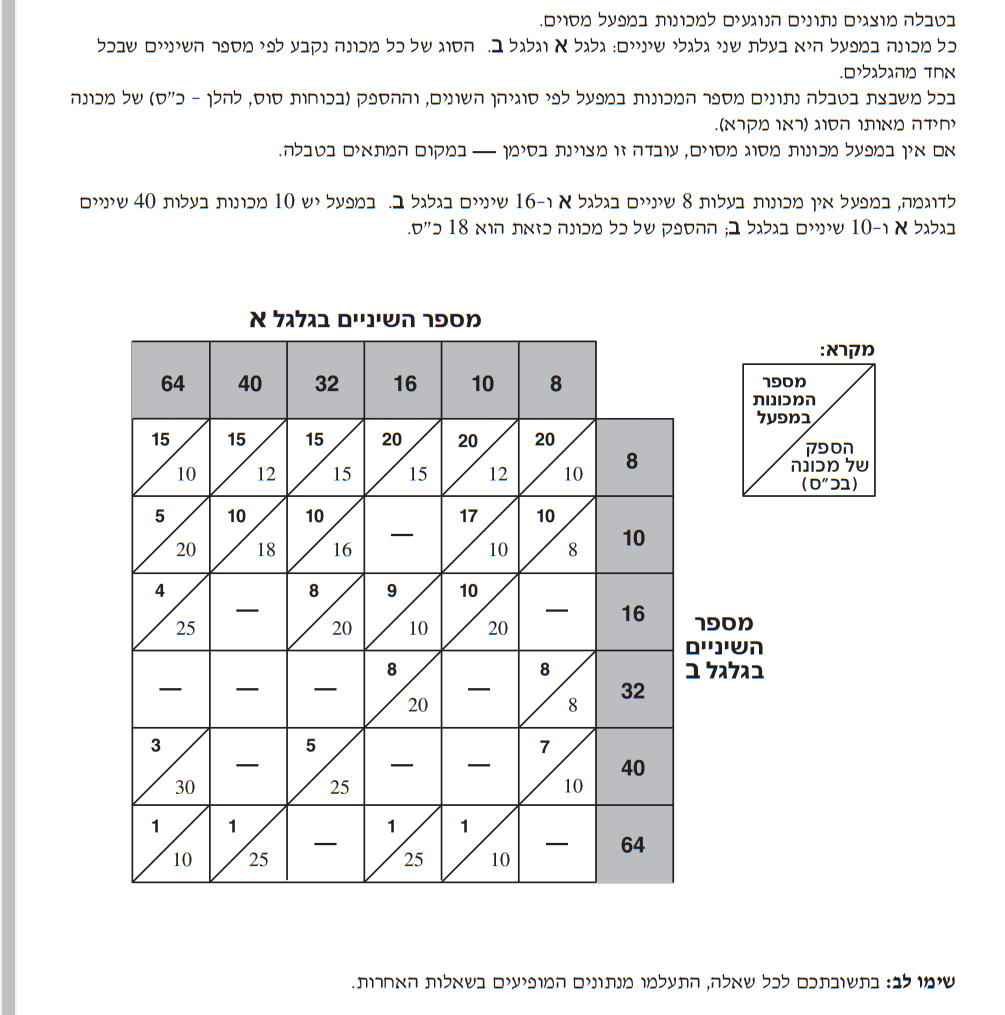 בטבלה מוצגים נתונים הנוגעים למכונות במפעל מסוים.
כל מכונה במפעל היא בעלת שני גלגלי שיניים: גלגל א וגלגל ב. הסוג של כל מכונה נקבע לפי מספר השיניים שבכל
אחד מהגלגלים.
בכל משבצת בטבלה נתונים מספר המכונות במפעל לפי סוגיהן השונים, וההספק (בכוחות סוס, להלן – כ"ס) של מכונה
יחידה מאותו הסוג (ראו מקרא).
אם אין במפעל מכונות מסוג מסוים, עובדה זו מצוינת בסימן — במקום המתאים בטבלה.
לדוגמה, במפעל אין מכונות בעלות 8 שיניים בגלגל א ו-16 שיניים בגלגל ב. במפעל יש 10 מכונות בעלות 40 שיניים
בגלגל א ו-10 שיניים בגלגל ב; ההספק של כל מכונה כזאת הוא 18 כ"ס.
מספר השיניים בגלגל א
מקרא:
מספר
המכונות
במפעל
הספק
של מכונה
(בכ"ס)
64 40 32 16 10 8
15 15 15 20 20 20
10 12 15 15 12 10
8
5 10 10 — 17 10
20 18 16 10 8
10
4 — 8 9 10 —
25 20 10 20
16
מספר
השיניים
בגלגל ב
— — — 8 — 8
20 8
32
3 — 5 — — 7
30 25 10
40
1 1 — 1 1 —
10 25 25 10
64
שימו לב: בתשובתכם לכל שאלה, התעלמו מנתונים המופיעים בשאלות האחרות.